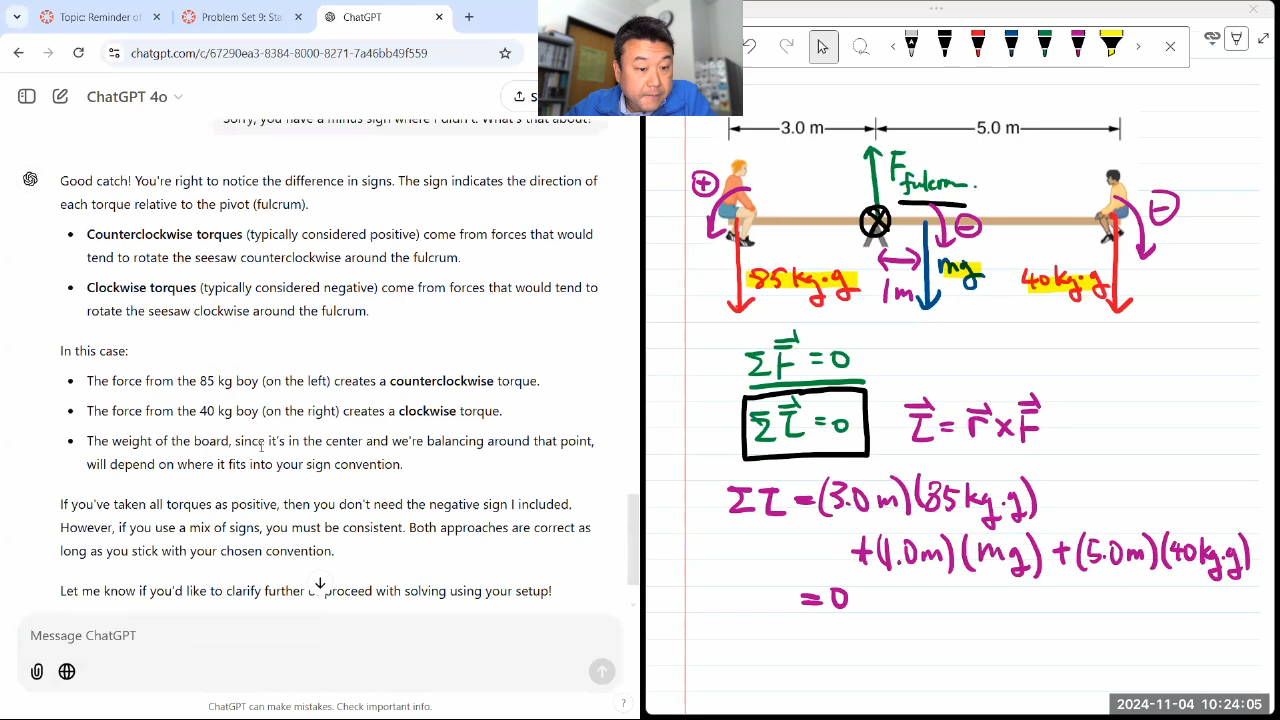 Topic: Reminder of
Problem Set 9: Sta
ChatGPT
ChatGPT 4o
Sorry, you have a minus sign where I didn't. What's that about?
Good catch! You're right to notice the difference in signs. The sign indicates the direction of
each torque relative to the pivot (fulcrum).
Counterclockwise torques (typically considered positive) come from forces that would
tend to rotate the seesaw counterclockwise around the fulcrum.
Clockwise torques (typically considered negative) come from forces that would tend to
rotate the seesaw clockwise around the fulcrum.
In this case:
The force from the 85 kg boy (on the left) creates a counterclockwise torque.
The force from the 40 kg boy (on the right) creates a clockwise torque.
The weight of the board, since it's in the center and we're balancing around that point,
will depend on where it fits into your sign convention.
If you've taken all torques as positive, then you don't need the negative sign I included.
However, if you use a mix of signs, you must be consistent. Both approaches are correct as
long as you stick with your chosen convention.
Let me know if you'd like to clarify further or proceed with solving using your setup!
Message ChatGPT
ChatGPT can make mistakes. Check important info.
?
3.0 m 5.0 m
F fulcrum.
+ − −
85kg·g mg 40kg·g
1m
ΣF⃗ = 0
Στ⃗ = 0 τ⃗ = r⃗ × F⃗
Στ = (3.0m)(85kg·g)
+(1.0m)(mg) +(5.0m)(40kg·g)
= 0
2024-11-04 10:24:05